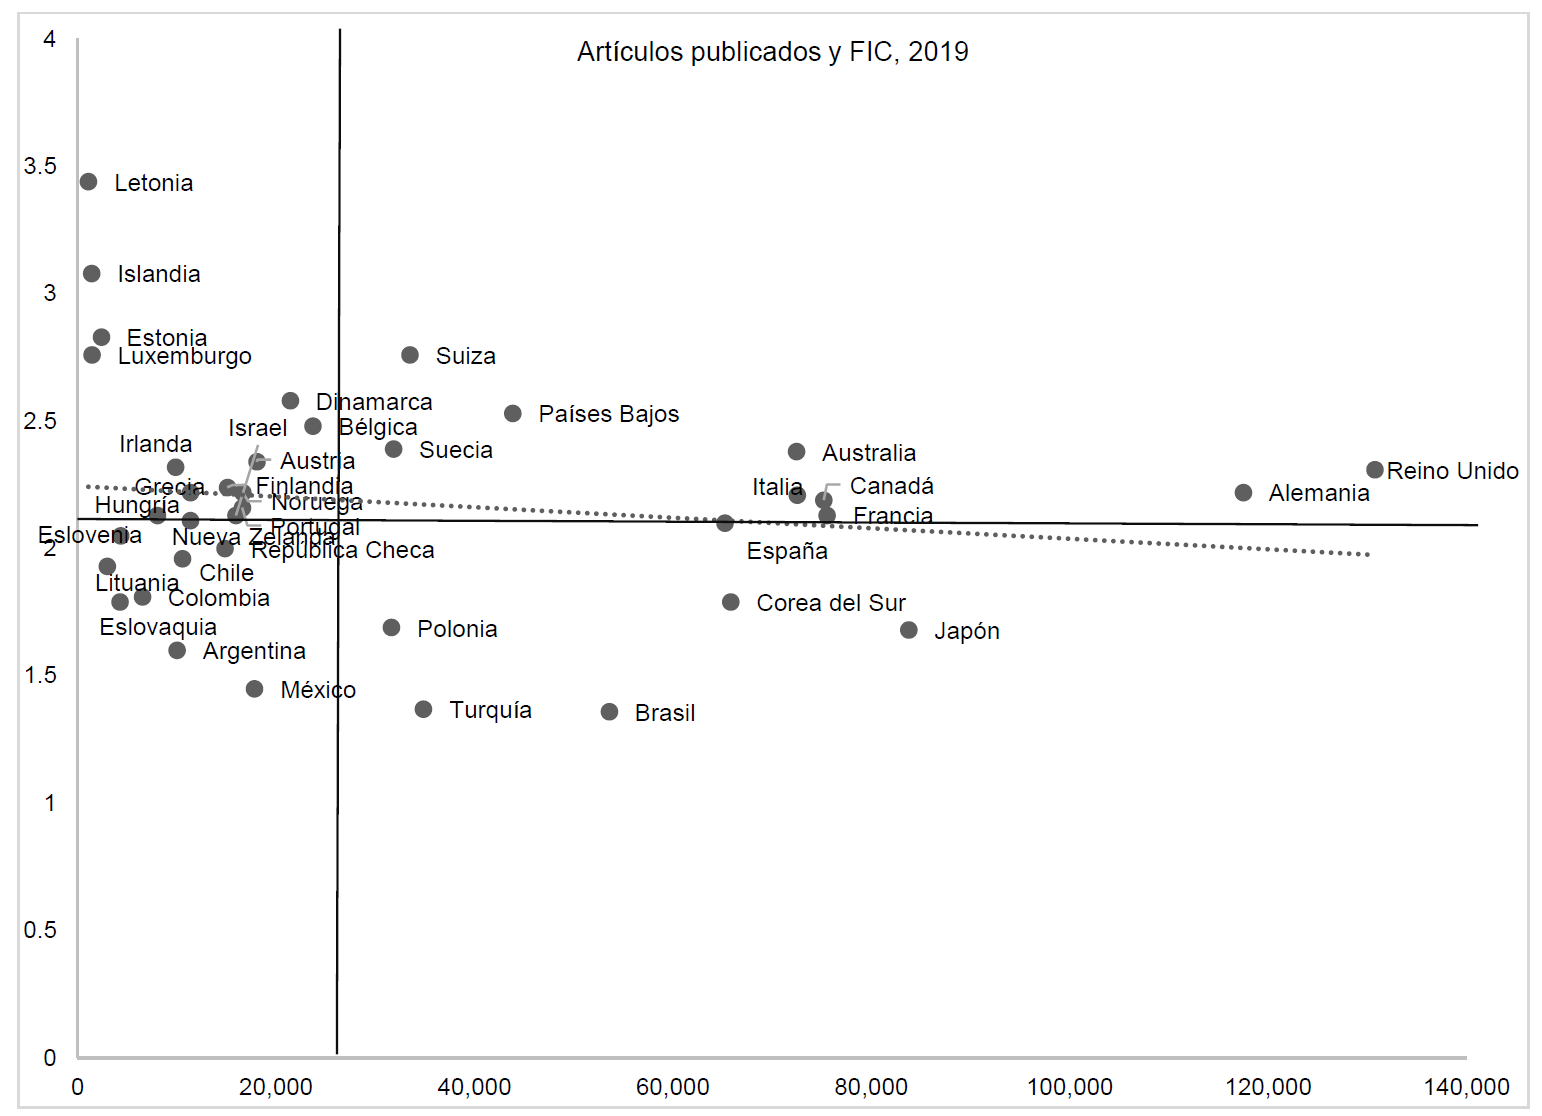 Artículos publicados y FIC, 2019
4
3.5
Letonia
3
Islandia
Estonia
Luxemburgo
Suiza
2.5
Dinamarca
Países Bajos
Israel
Bélgica
Irlanda
Suecia
Australia
Austria
Reino Unido
Grecia
Finlandia
Italia
Canadá
Alemania
Hungría
Noruega
Francia
Portugal
Eslovenia
Nueva Zelanda
2
República Checa
España
Chile
Lituania
Colombia
Corea del Sur
Eslovaquia
Polonia
Japón
Argentina
1.5
México
Turquía
Brasil
1
0.5
0
0
20,000
40,000
60,000
80,000
100,000
120,000
140,000